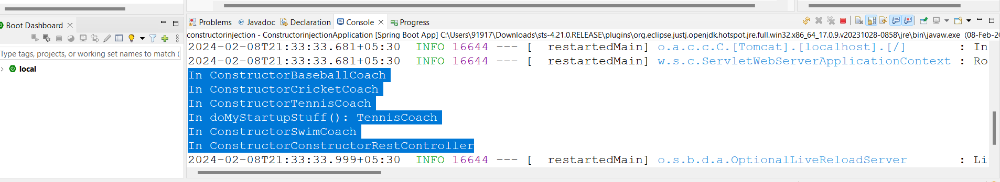 Boot Dashboard
Type tags, projects, or working set names to match (
local
Problems @ Javadoc Declaration Console Progress
constructorinjection - ConstructorinjectionApplication [Spring Boot App] C:\Users\91917\Downloads\sts-4.21.0.RELEASE\plugins\org.eclipse.justj.openjdk.hotspot.jre.full.win32.x86_64_17.0.9.v20231028-0858\jre\bin\javaw.exe (08-Feb-20
2024-02-08T21:33:33.681+05:30 INFO 16644 --- [ restartedMain] o.a.c.c.C.[Tomcat].[localhost].[/] : In
2024-02-08T21:33:33.681+05:30 INFO 16644 --- [ restartedMain] w.s.c.ServletWebServerApplicationContext : Ro
In ConstructorBaseballCoach
In ConstructorCricketCoach
In ConstructorTennisCoach
In doMyStartupStuff(): TennisCoach
In ConstructorSwimCoach
In ConstructorConstructorRestController
2024-02-08T21:33:33.999+05:30 INFO 16644 --- [ restartedMain] o.s.b.d.a.OptionalLiveReloadServer : Li